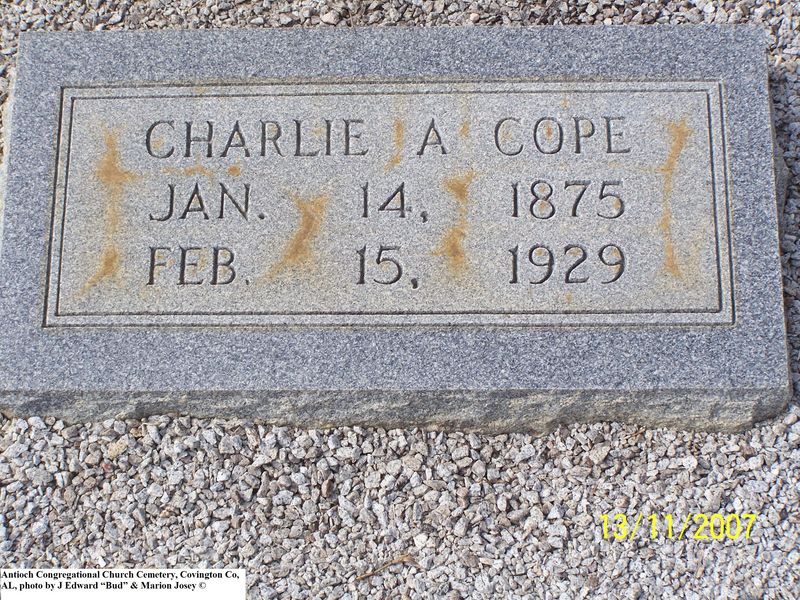 CHARLIE A COPE
JAN. 14, 1875
FEB. 15, 1929
13/11/2007
Antioch Congregational Church Cemetery, Covington Co,
AL, photo by J Edward “Bud” & Marion Josey ©